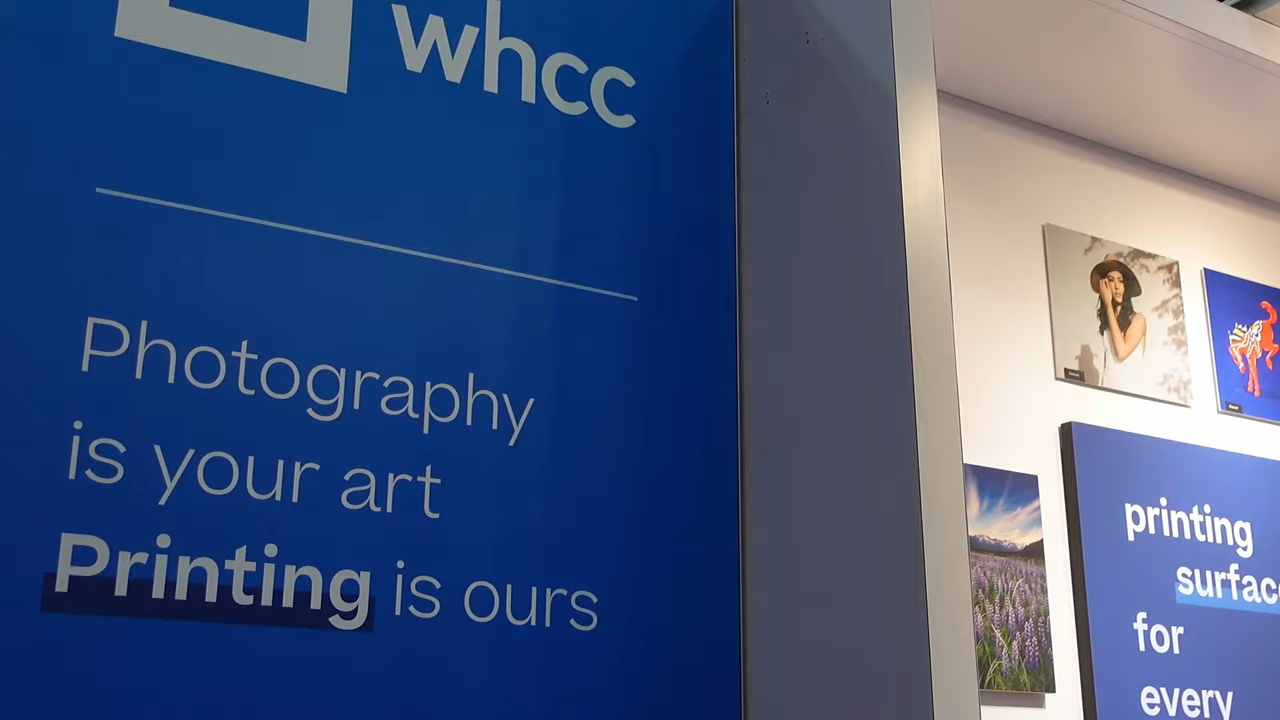 whcc
Photography
is your art
Printing is ours
printing
surfac
for
every